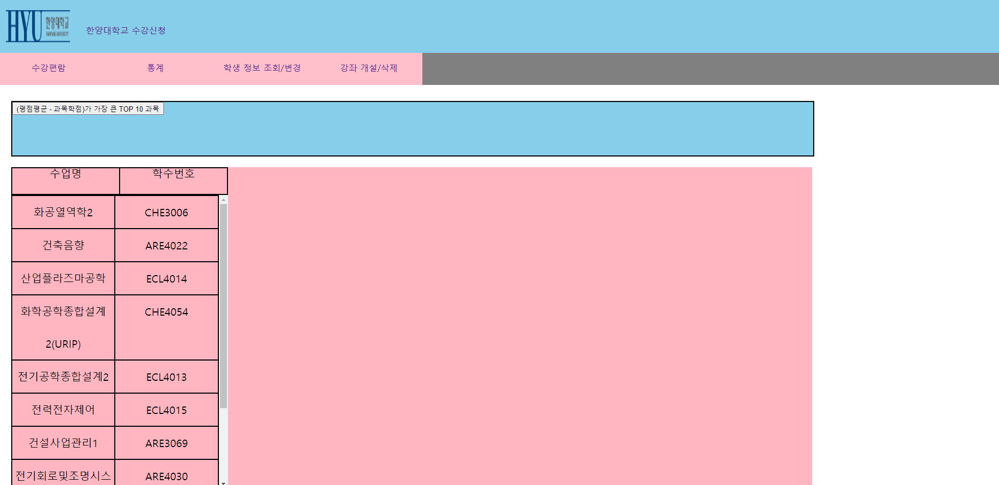 HYU 한양대학교
HANYANG UNIVERSITY
한양대학교 수강신청
수강편람 통계 학생 정보 조회/변경 강좌 개설/삭제
(평점평균 - 과목학점)가 가장 큰 TOP 10 과목
수업명 학수번호
화공열역학2 CHE3006
건축음향 ARE4022
산업플라즈마공학 ECL4014
화학공학종합설계 CHE4054
2(URIP)
전기공학종합설계2 ECL4013
전력전자제어 ECL4015
건설사업관리1 ARE3069
전기회로및조명시스 ARE4030